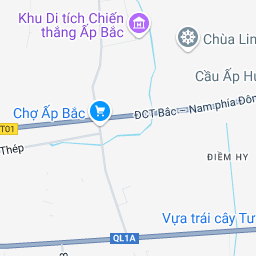 Khu Di tích Chiến
thắng Ấp Bắc
Chùa Lin
Cầu Ấp H
Chợ Ấp Bắc
ĐCT Bắc – Nam phía Đôn
T01
Thép
ĐIỀM HY
Vựa trái cây Tư
QL1A